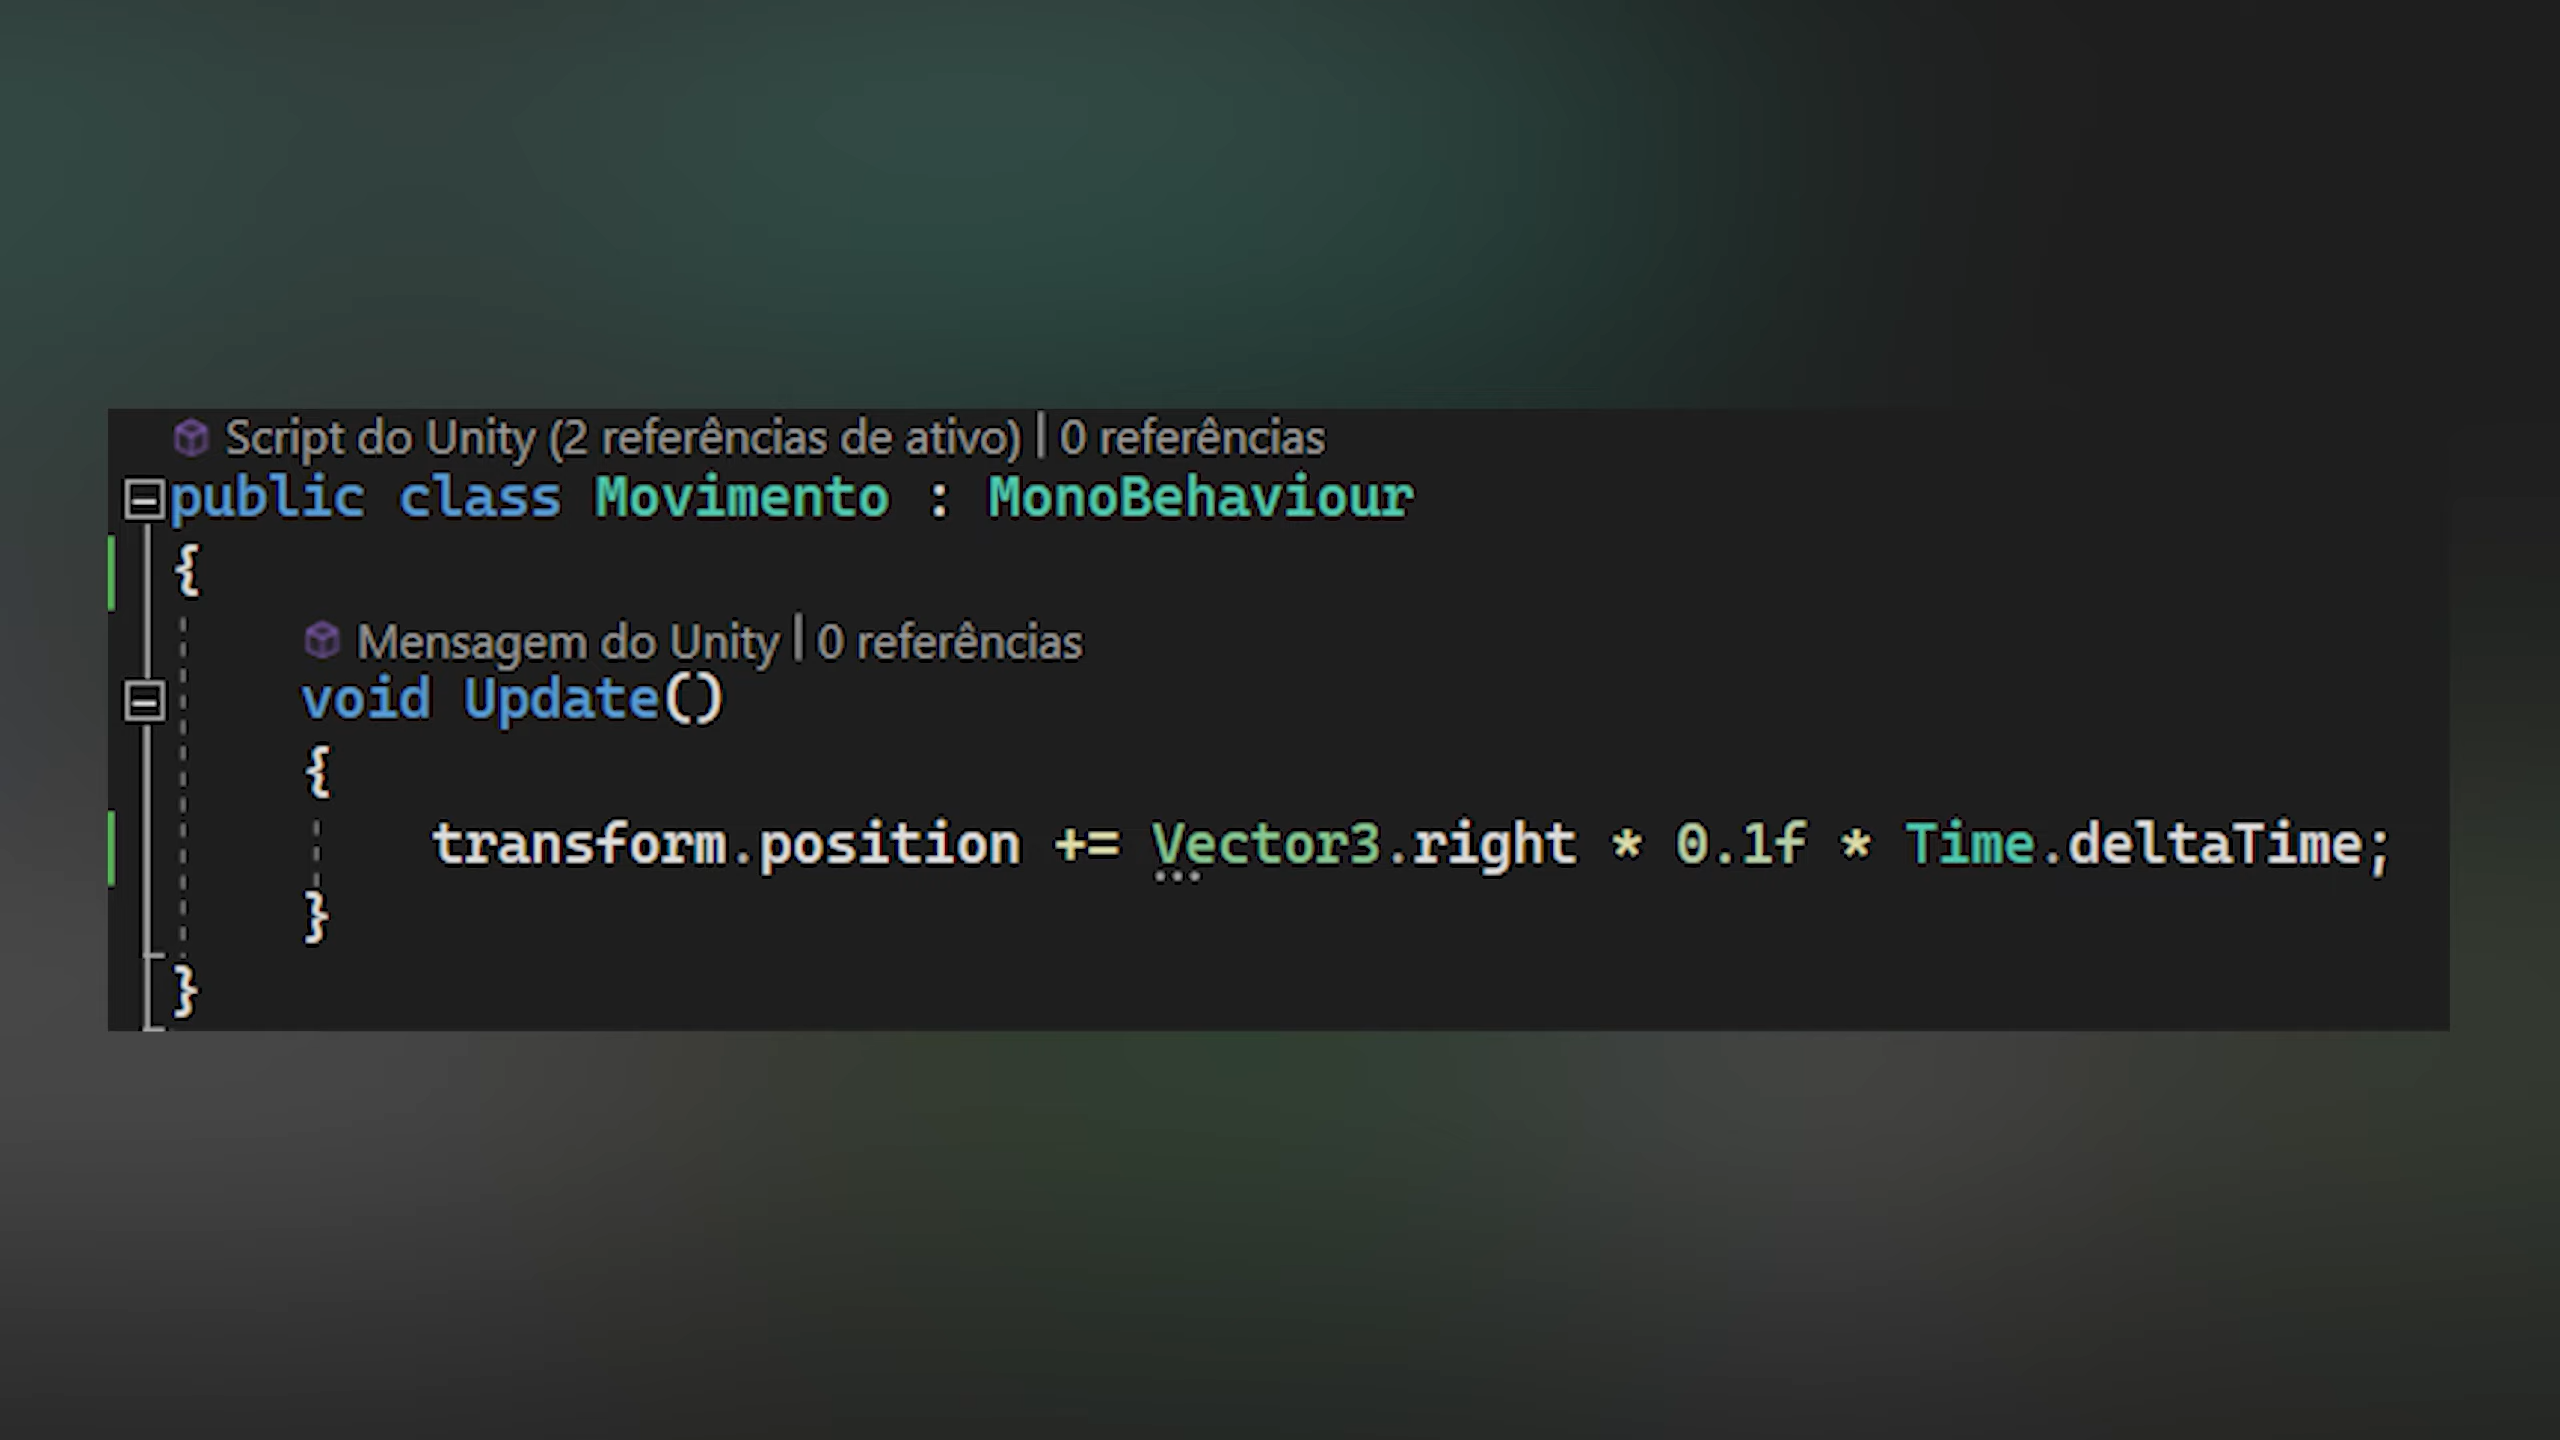 Script do Unity (2 referências de ativo) | 0 referências
public class Movimento : MonoBehaviour
{
Mensagem do Unity | 0 referências
void Update()
{
transform.position += Vector3.right * 0.1f * Time.deltaTime;
}
}